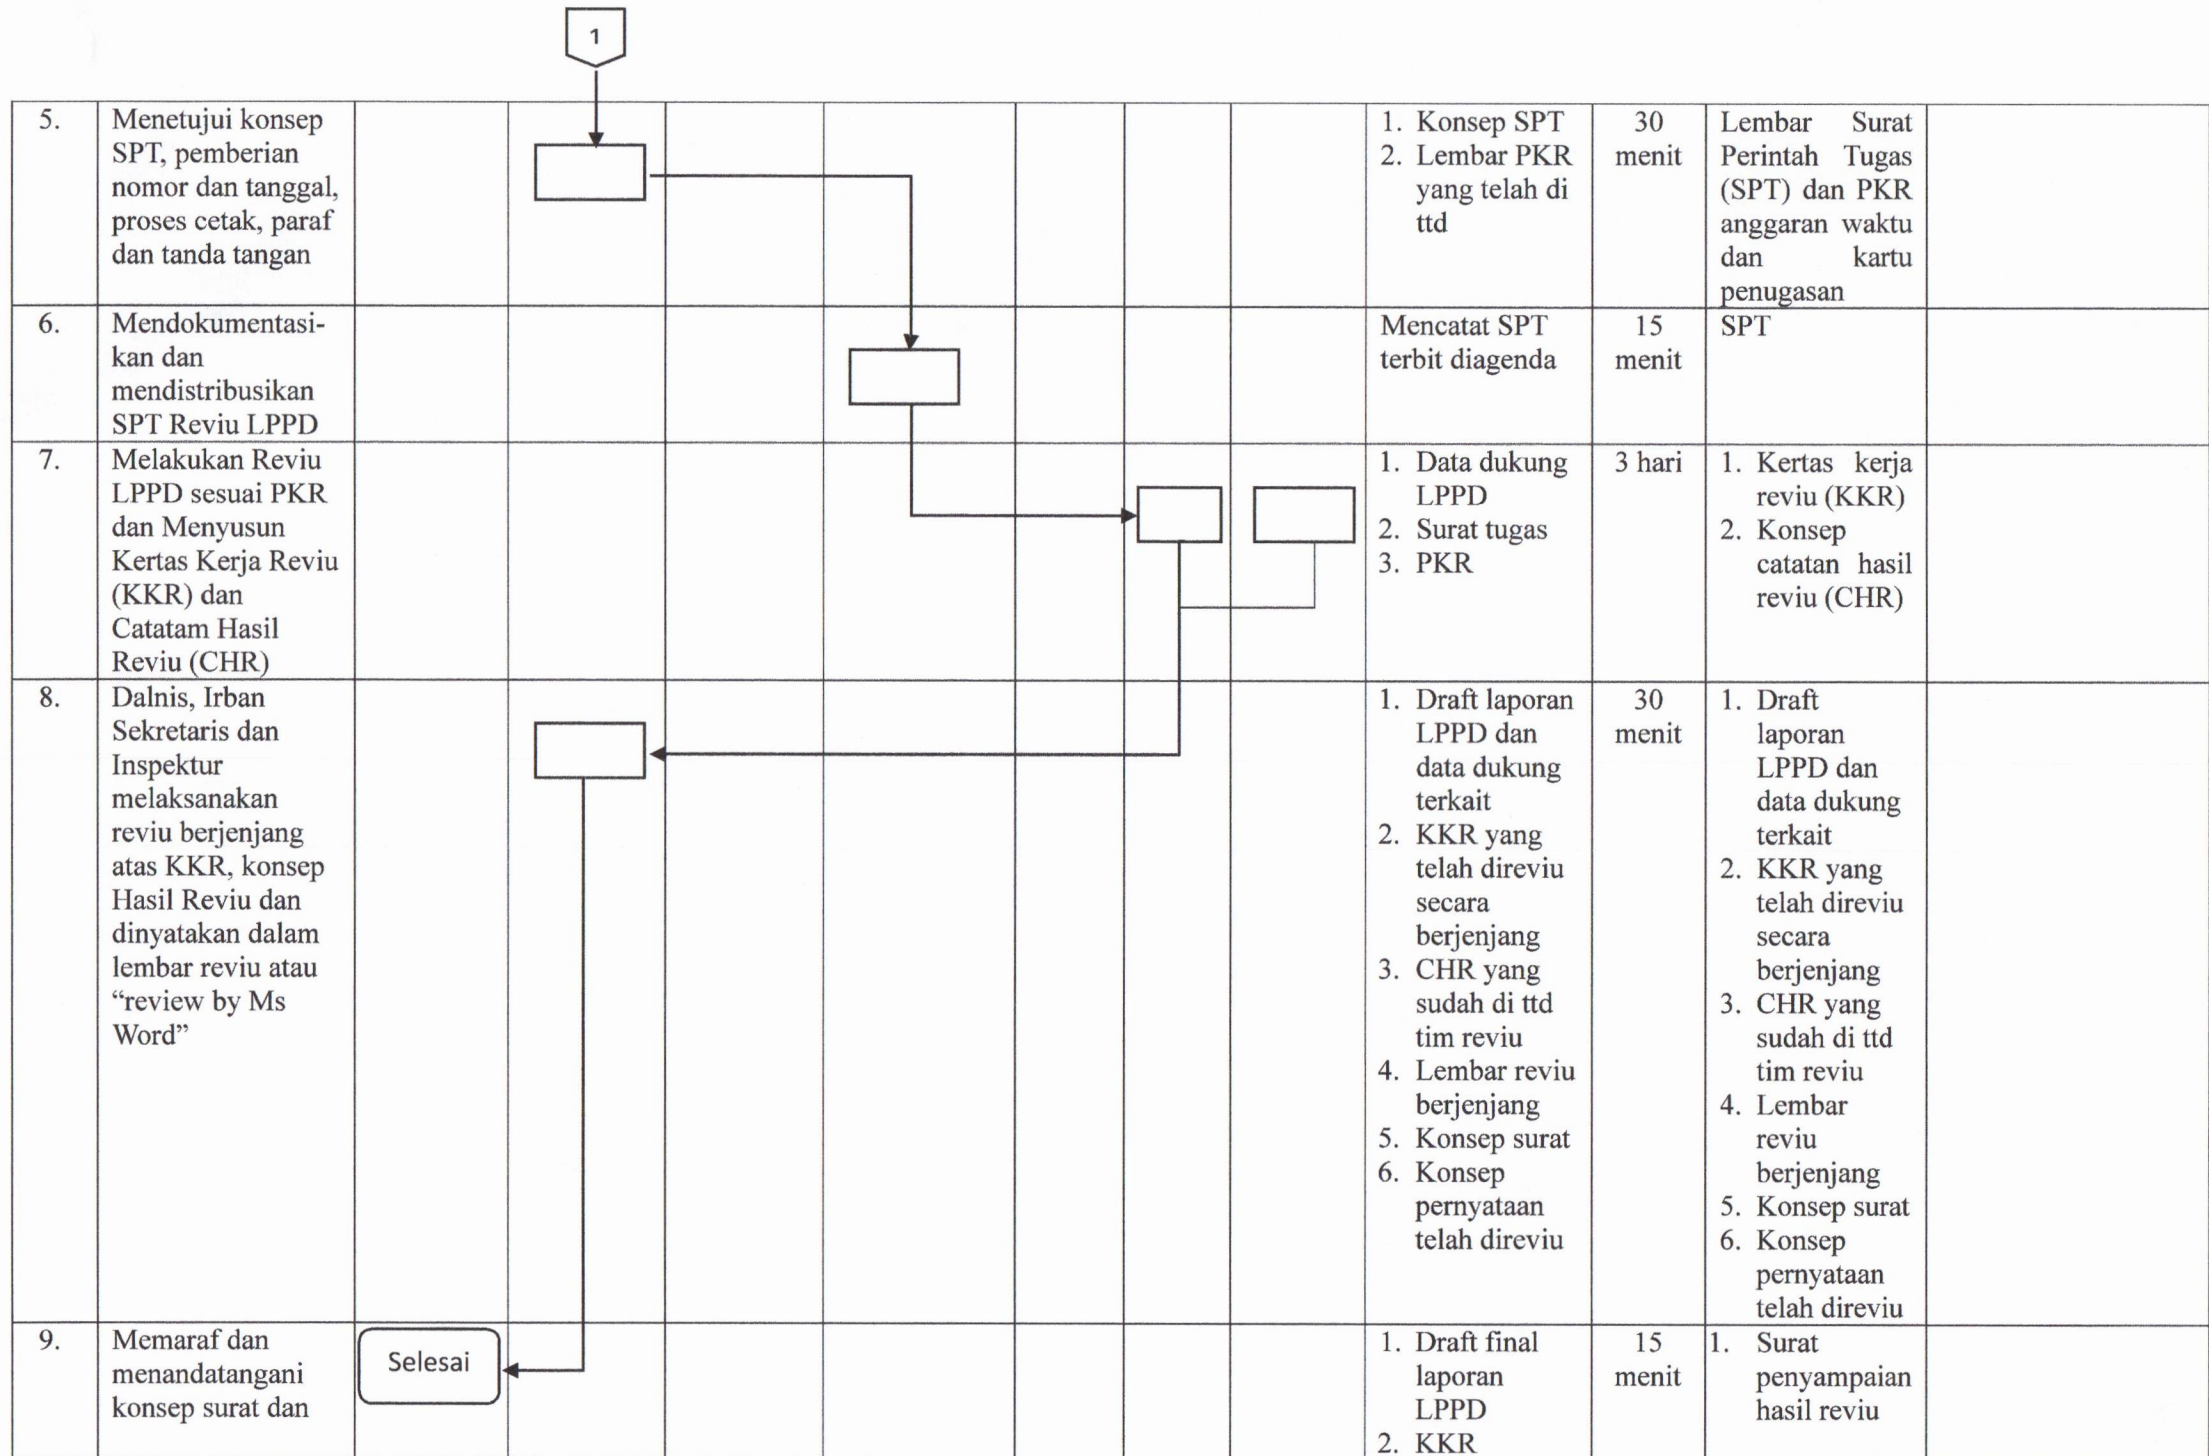 1
5.
Menetujui konsep
SPT, pemberian
nomor dan tanggal,
proses cetak, paraf
dan tanda tangan
1. Konsep SPT
2. Lembar PKR
yang telah di
ttd
30
menit
Lembar Surat
Perintah Tugas
(SPT) dan PKR
anggaran waktu
dan kartu
penugasan
6.
Mendokumentasi-
kan dan
mendistribusikan
SPT Reviu LPPD
Mencatat SPT
terbit diagenda
15
menit
SPT
7.
Melakukan Reviu
LPPD sesuai PKR
dan Menyusun
Kertas Kerja Reviu
(KKR) dan
Catatam Hasil
Reviu (CHR)
1. Data dukung
LPPD
2. Surat tugas
3. PKR
3 hari
1. Kertas kerja
reviu (KKR)
2. Konsep
catatan hasil
reviu (CHR)
8.
Dalnis, Irban
Sekretaris dan
Inspektur
melaksanakan
reviu berjenjang
atas KKR, konsep
Hasil Reviu dan
dinyatakan dalam
lembar reviu atau
“review by Ms
Word”
1. Draft laporan
LPPD dan
data dukung
terkait
2. KKR yang
telah direviu
secara
berjenjang
3. CHR yang
sudah di ttd
tim reviu
4. Lembar reviu
berjenjang
5. Konsep surat
6. Konsep
pernyataan
telah direviu
30
menit
1. Draft
laporan
LPPD dan
data dukung
terkait
2. KKR yang
telah direviu
secara
berjenjang
3. CHR yang
sudah di ttd
tim reviu
4. Lembar
reviu
berjenjang
5. Konsep surat
6. Konsep
pernyataan
telah direviu
9.
Memaraf dan
menandatangani
konsep surat dan
Selesai
1. Draft final
laporan
LPPD
2. KKR
15
menit
1. Surat
penyampaian
hasil reviu